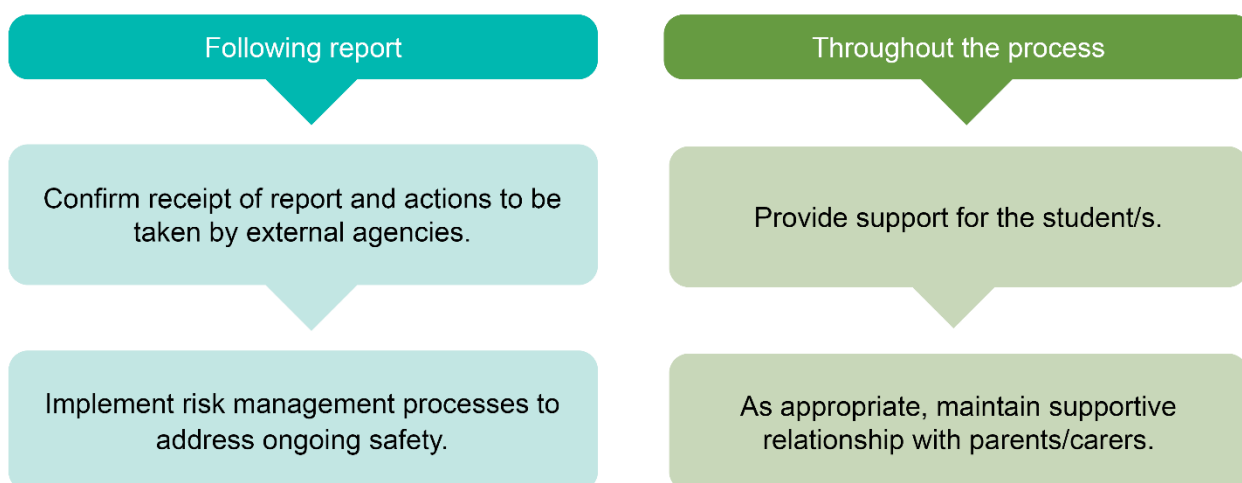 Following report
Confirm receipt of report and actions to be
taken by external agencies.
Implement risk management processes to
address ongoing safety.
Throughout the process
Provide support for the student/s.
As appropriate, maintain supportive
relationship with parents/carers.